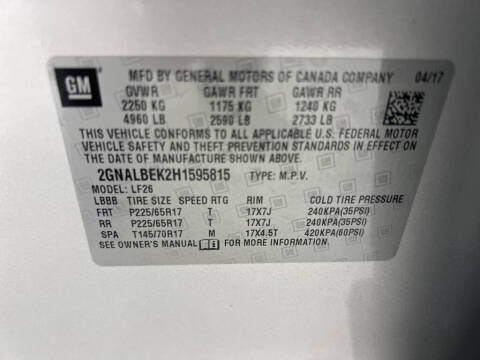 GM
MFD BY GENERAL MOTORS OF CANADA COMPANY 04/17
GVWR GAWR FRT GAWR RR
2250 KG 1175 KG 1240 KG
4960 LB 2590 LB 2733 LB
THIS VEHICLE CONFORMS TO ALL APPLICABLE U.S. FEDERAL MOTOR
VEHICLE SAFETY AND THEFT PREVENTION STANDARDS IN EFFECT ON
THE DATE OF MANUFACTURE SHOWN ABOVE.
2GNALBEK2H1595815 TYPE: M.P.V.
MODEL: LF26
LBBB TIRE SIZE SPEED RTG RIM COLD TIRE PRESSURE
FRT P225/65R17 T 17X7J 240KPA(35PSI)
RR P225/65R17 T 17X7J 240KPA(35PSI)
SPA T145/70R17 M 17X4.5T 420KPA(60PSI)
SEE OWNER'S MANUAL FOR MORE INFORMATION.